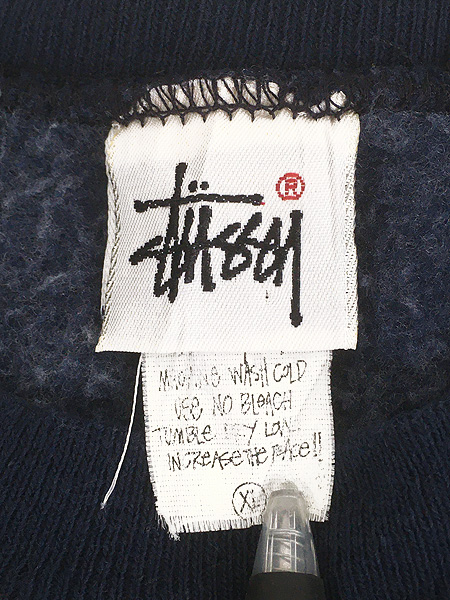 Stüssy ®
MACHINE WASH COLD
USE NO BLEACH
TUMBLE DRY LOW
INCREASE THE PEACE!!
XL